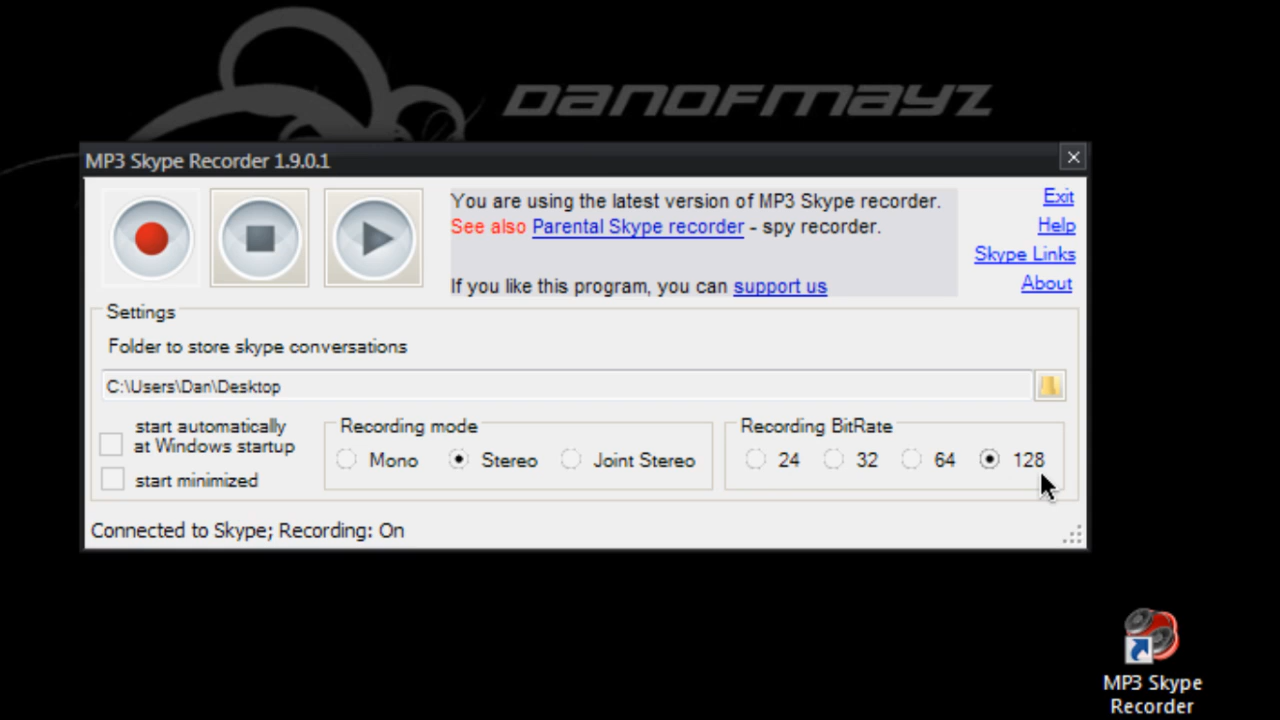 DANOFMAYZ
MP3 Skype Recorder 1.9.0.1
You are using the latest version of MP3 Skype recorder.
See also Parental Skype recorder - spy recorder.
If you like this program, you can support us
Exit
Help
Skype Links
About
Settings
Folder to store skype conversations
C:\Users\Dan\Desktop
start automatically
at Windows startup
start minimized
Recording mode
Mono Stereo Joint Stereo
Recording BitRate
24 32 64 128
Connected to Skype; Recording: On
MP3 Skype
Recorder